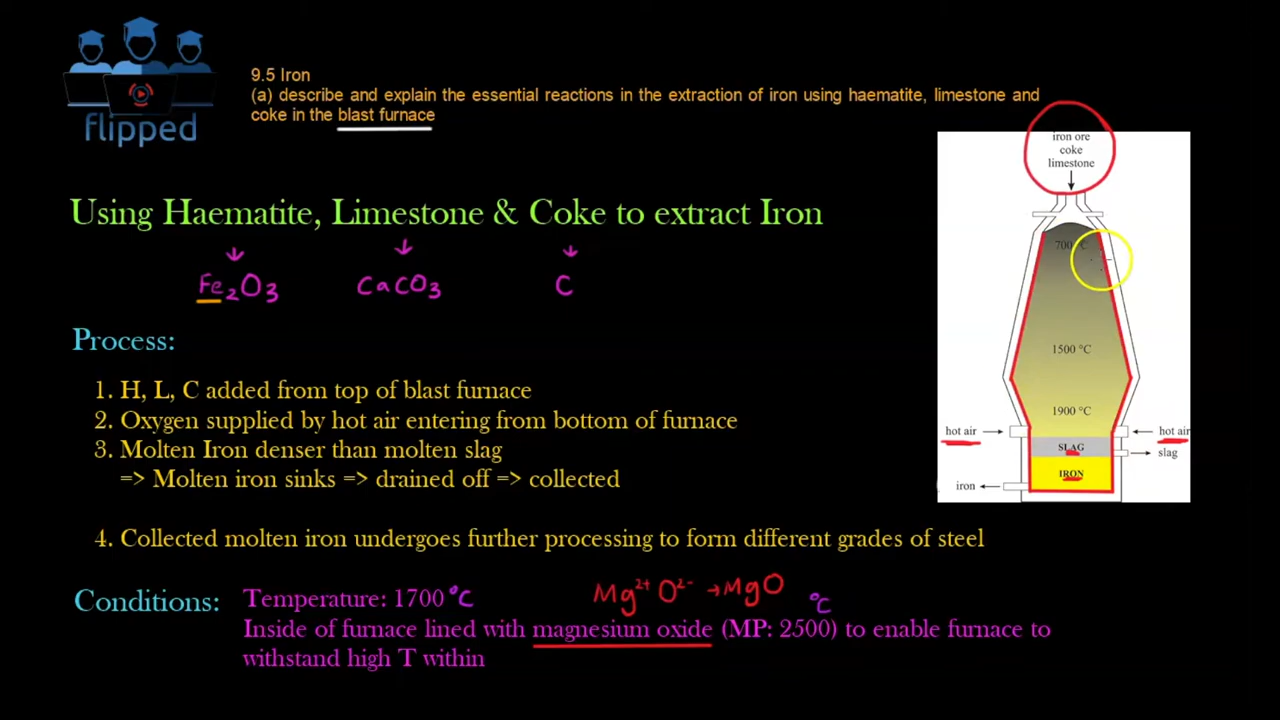 flipped
9.5 Iron
(a) describe and explain the essential reactions in the extraction of iron using haematite, limestone and
coke in the blast furnace
Using Haematite, Limestone & Coke to extract Iron
Fe₂O₃ CaCO₃ C
Process:
1. H, L, C added from top of blast furnace
2. Oxygen supplied by hot air entering from bottom of furnace
3. Molten Iron denser than molten slag
=> Molten iron sinks => drained off => collected
4. Collected molten iron undergoes further processing to form different grades of steel
Conditions:
Temperature: 1700 °C
Mg²⁺ O²⁻ → MgO
°C
Inside of furnace lined with magnesium oxide (MP: 2500) to enable furnace to
withstand high T within
iron ore
coke
limestone
700 °C
1500 °C
1900 °C
hot air
hot air
SLAG
slag
IRON
iron